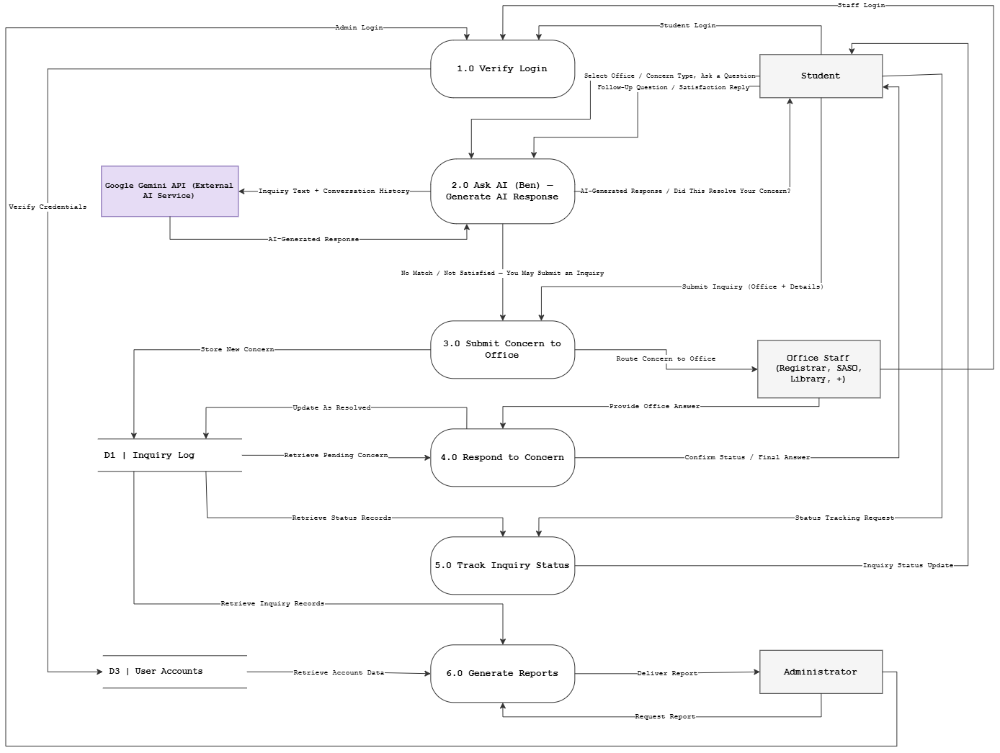 Staff Login
Admin Login
Student Login
1.0 Verify Login
Student
Select Office / Concern Type, Ask a Question
Follow-Up Question / Satisfaction Reply
Google Gemini API (External
AI Service)
Inquiry Text + Conversation History
2.0 Ask AI (Ben) —
Generate AI Response
AI-Generated Response / Did This Resolve Your Concern?
Verify Credentials
AI-Generated Response
No Match / Not Satisfied — You May Submit an Inquiry
Submit Inquiry (Office + Details)
Store New Concern
3.0 Submit Concern to
Office
Route Concern to Office
Office Staff
(Registrar, SASO,
Library, +)
Update As Resolved
Provide Office Answer
D1 | Inquiry Log
Retrieve Pending Concern
4.0 Respond to Concern
Confirm Status / Final Answer
Retrieve Status Records
Status Tracking Request
5.0 Track Inquiry Status
Inquiry Status Update
Retrieve Inquiry Records
D3 | User Accounts
Retrieve Account Data
6.0 Generate Reports
Deliver Report
Administrator
Request Report